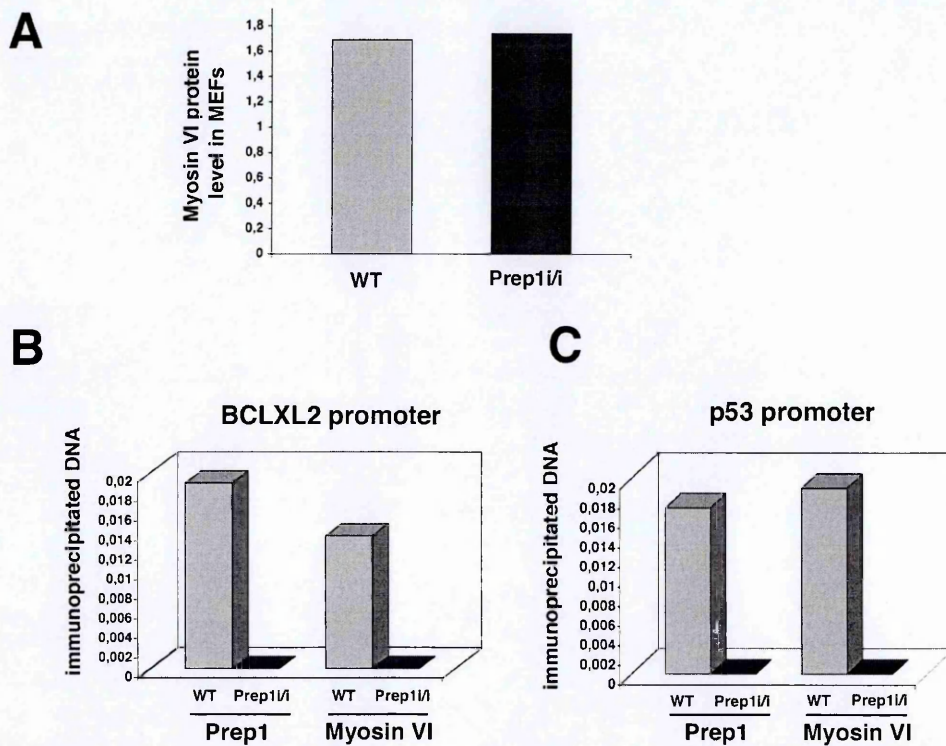 A
Myosin VI protein
level in MEFs
1,8
1,6
1,4
1,2
1
0,8
0,6
0,4
0,2
0
WT
Prep1i/i
B
BCLXL2 promoter
immunoprecipitated DNA
0,02
0,018
0,016
0,014
0,012
0,01
0,008
0,006
0,004
0,002
0
WT Prep1i/i WT Prep1i/i
Prep1 Myosin VI
C
p53 promoter
immunoprecipitated DNA
0,02
0,018
0,016
0,014
0,012
0,01
0,008
0,006
0,004
0,002
0
WT Prep1i/i WT Prep1i/i
Prep1 Myosin VI